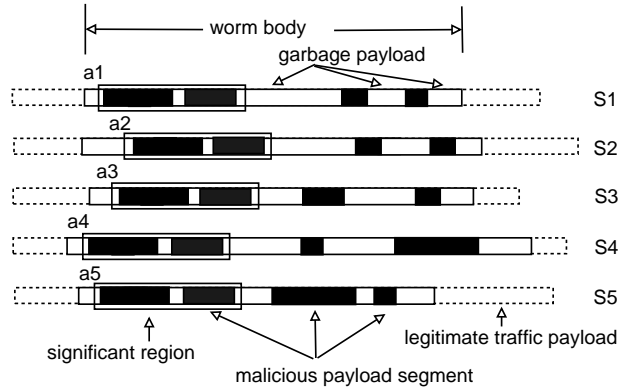 worm body
garbage payload
a1
S1
a2
S2
a3
S3
a4
S4
a5
S5
significant region
legitimate traffic payload
malicious payload segment